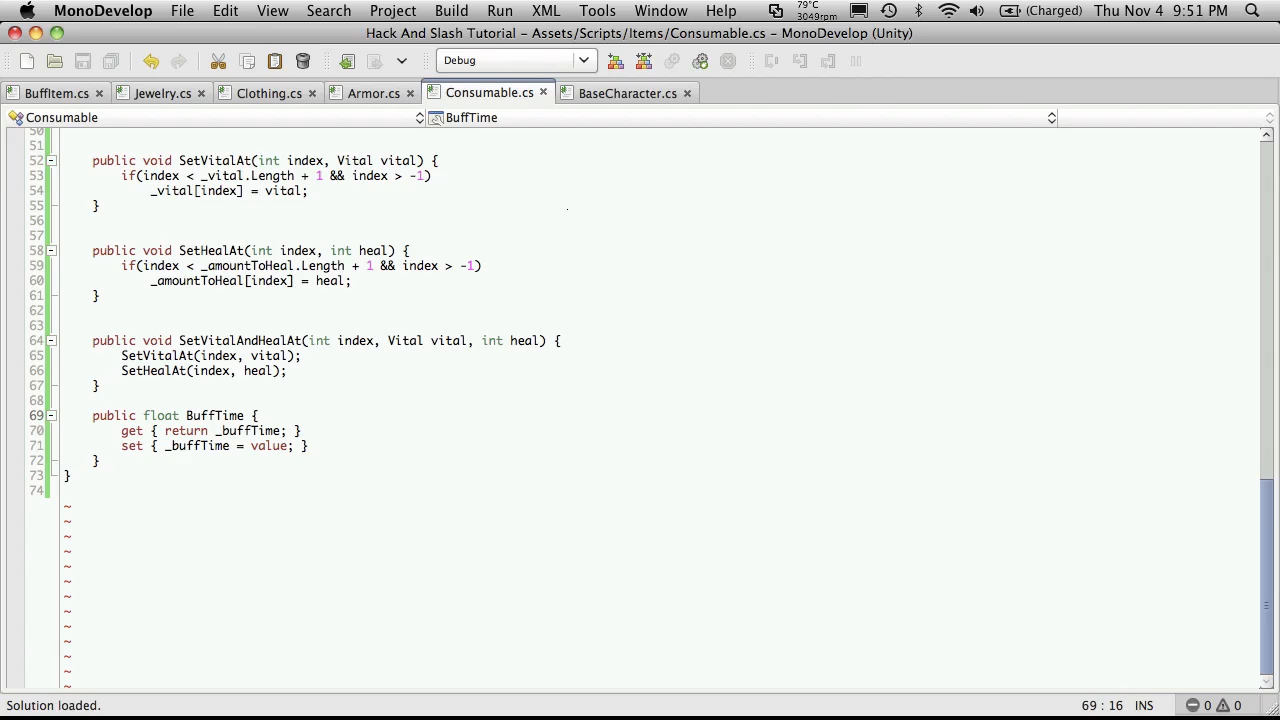 MonoDevelop File Edit View Search Project Build Run XML Tools Window Help 79°C 3049rpm (Charged) Thu Nov 4 9:51 PM
Hack And Slash Tutorial – Assets/Scripts/Items/Consumable.cs – MonoDevelop (Unity)
Debug
BuffItem.cs Jewelry.cs Clothing.cs Armor.cs Consumable.cs BaseCharacter.cs
Consumable BuffTime
50
51
52 public void SetVitalAt(int index, Vital vital) {
53 if(index < _vital.Length + 1 && index > -1)
54 _vital[index] = vital;
55 }
56
57
58 public void SetHealAt(int index, int heal) {
59 if(index < _amountToHeal.Length + 1 && index > -1)
60 _amountToHeal[index] = heal;
61 }
62
63
64 public void SetVitalAndHealAt(int index, Vital vital, int heal) {
65 SetVitalAt(index, vital);
66 SetHealAt(index, heal);
67 }
68
69 public float BuffTime {
70 get { return _buffTime; }
71 set { _buffTime = value; }
72 }
73 }
74
~
~
~
~
~
~
~
~
~
~
~
~
~
Solution loaded. 69 : 16 INS 0 0